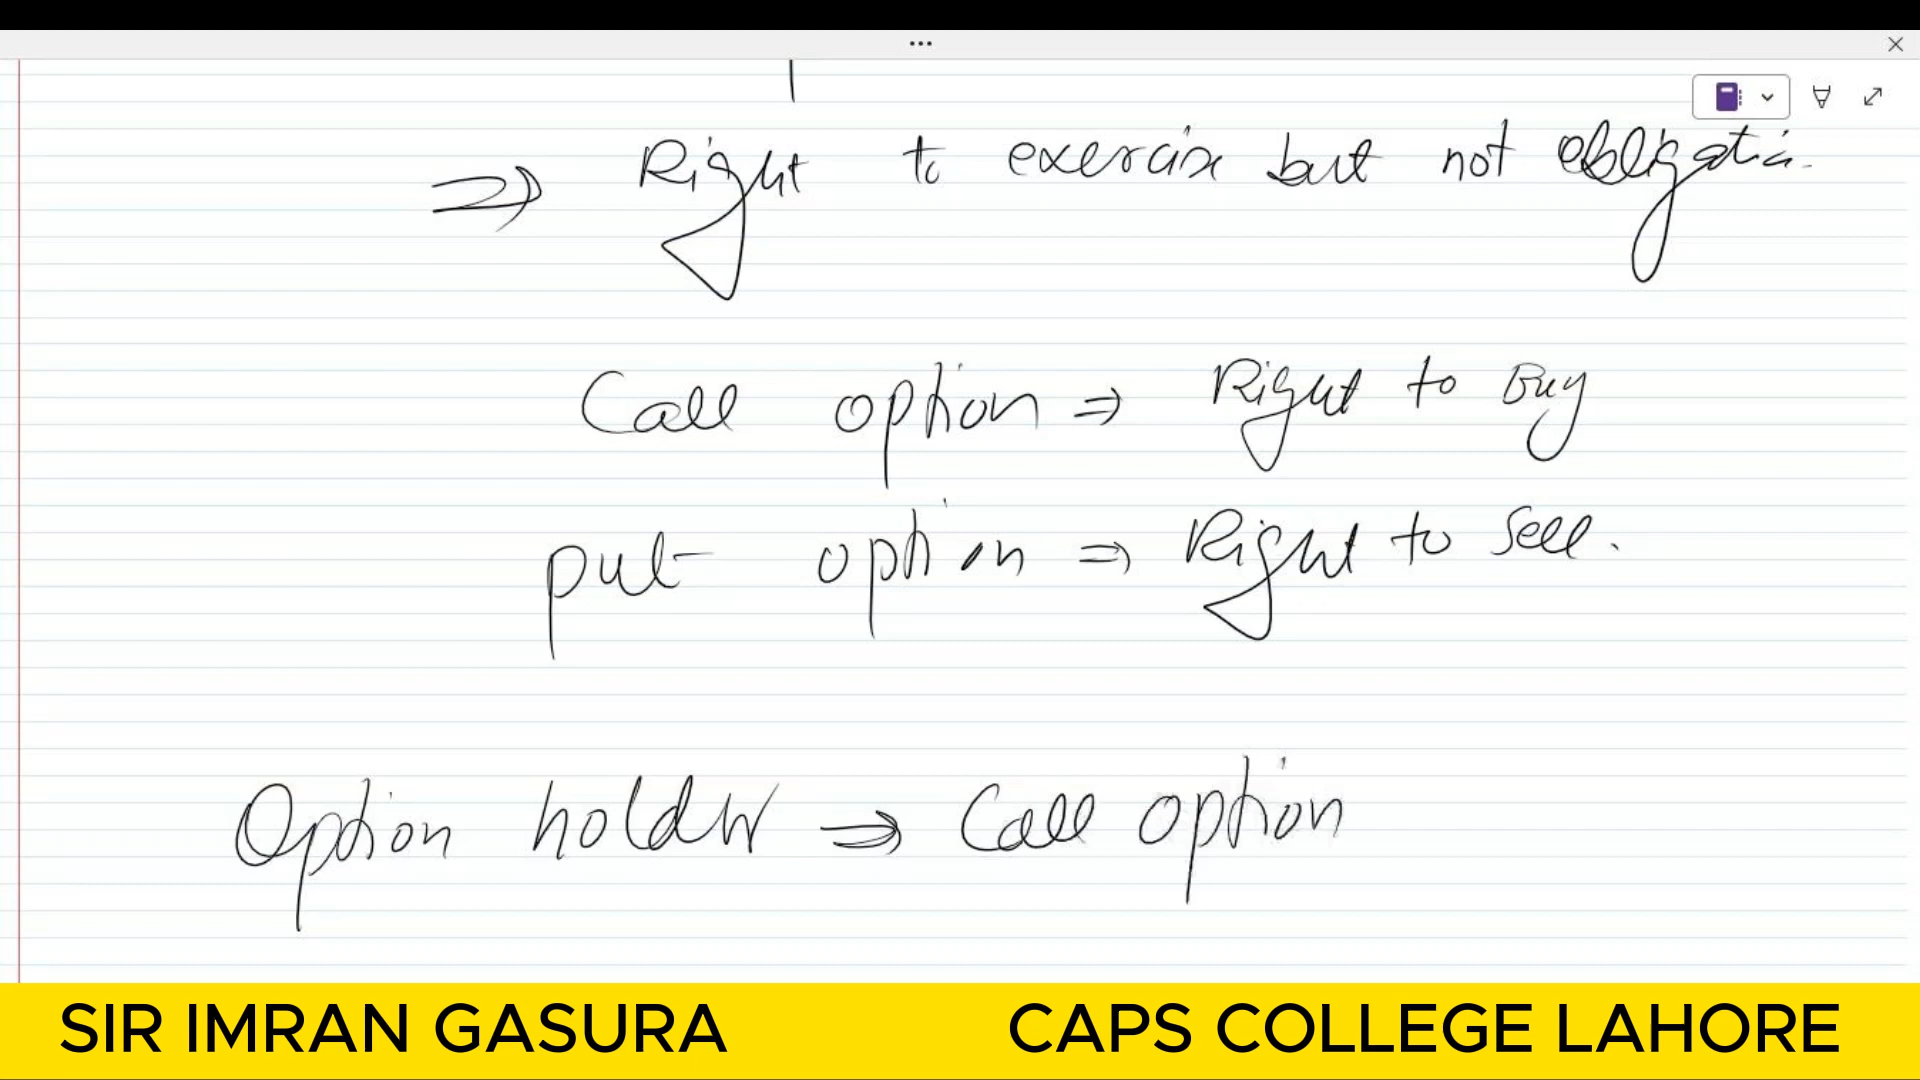 ⇒ Right to exercise but not obligation.
Call option ⇒ Right to Buy
put option ⇒ Right to Sell.
Option holder ⇒ Call option
SIR IMRAN GASURA CAPS COLLEGE LAHORE